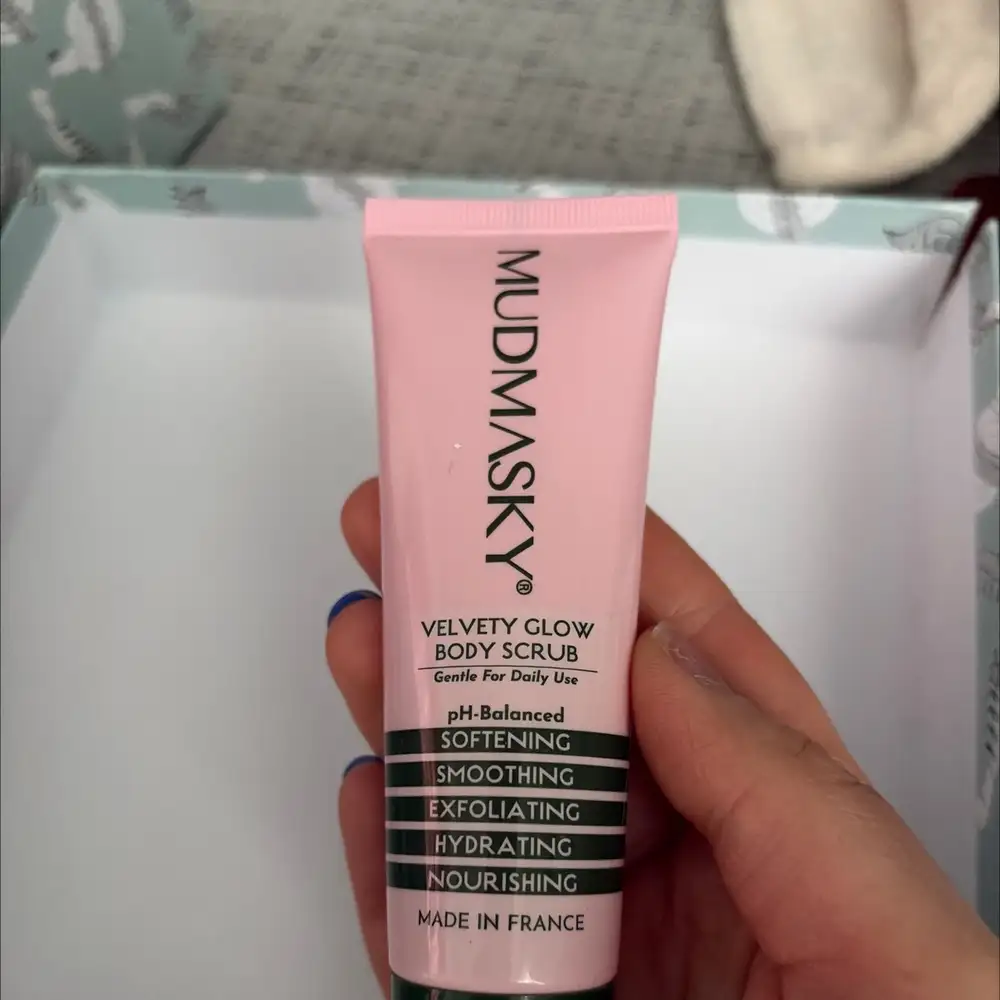 MUDMASKY®
VELVETY GLOW
BODY SCRUB
Gentle For Daily Use
pH-Balanced
SOFTENING
SMOOTHING
EXFOLIATING
HYDRATING
NOURISHING
MADE IN FRANCE